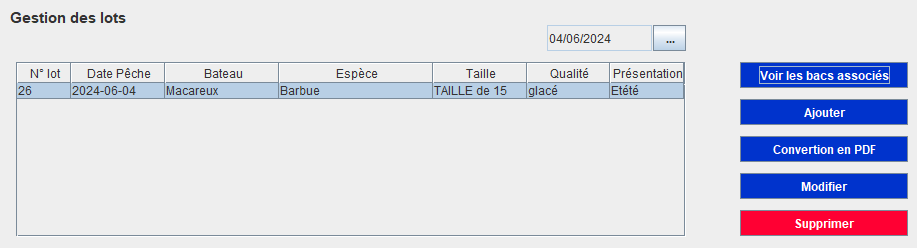 Gestion des lots
04/06/2024 ...
N° lot Date Pêche Bateau Espèce Taille Qualité Présentation
26 2024-06-04 Macareux Barbue TAILLE de 15 glacé Etété
Voir les bacs associés
Ajouter
Convertion en PDF
Modifier
Supprimer